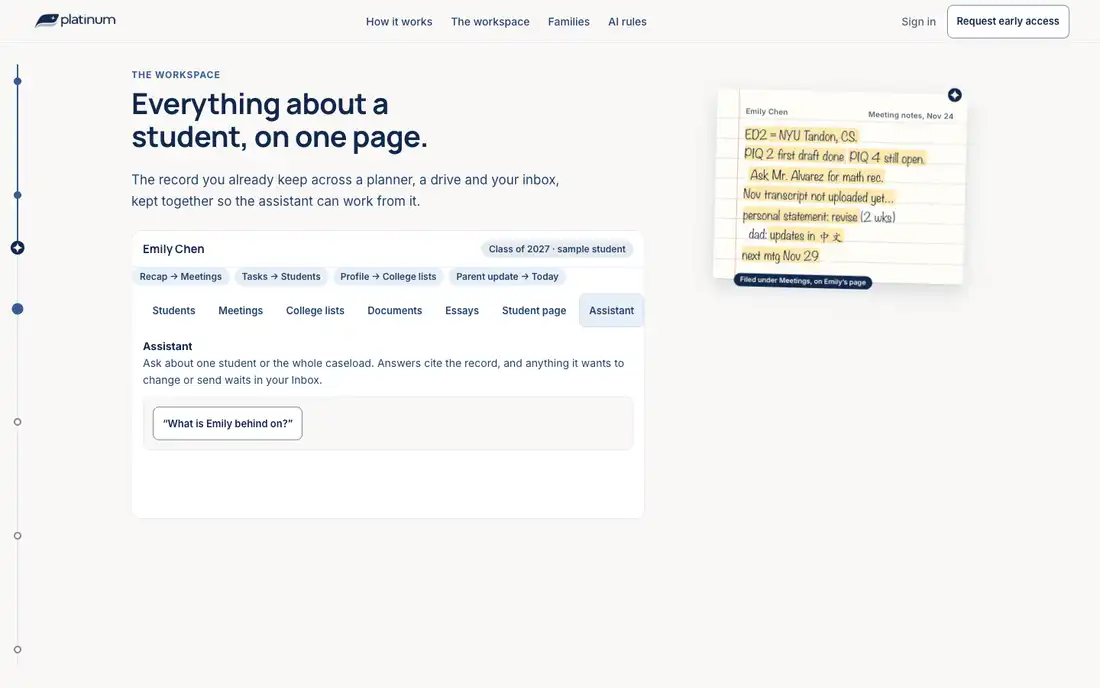 platinum
How it works
The workspace
Families
AI rules
Sign in
Request early access
THE WORKSPACE
Everything about a
student, on one page.
The record you already keep across a planner, a drive and your inbox,
kept together so the assistant can work from it.
Emily Chen
Class of 2027 · sample student
Recap → Meetings
Tasks → Students
Profile → College lists
Parent update → Today
Students
Meetings
College lists
Documents
Essays
Student page
Assistant
Assistant
Ask about one student or the whole caseload. Answers cite the record, and anything it wants to
change or send waits in your Inbox.
“What is Emily behind on?”
Emily Chen
Meeting notes, Nov 24
ED2 = NYU Tandon, CS.
PIQ 2 first draft done PIQ 4 still open.
Ask Mr. Alvarez for math rec.
Nov transcript not uploaded yet...
personal statement: revise (2 wks)
dad: updates in 中文
next mtg Nov 29
Filed under Meetings, on Emily's page